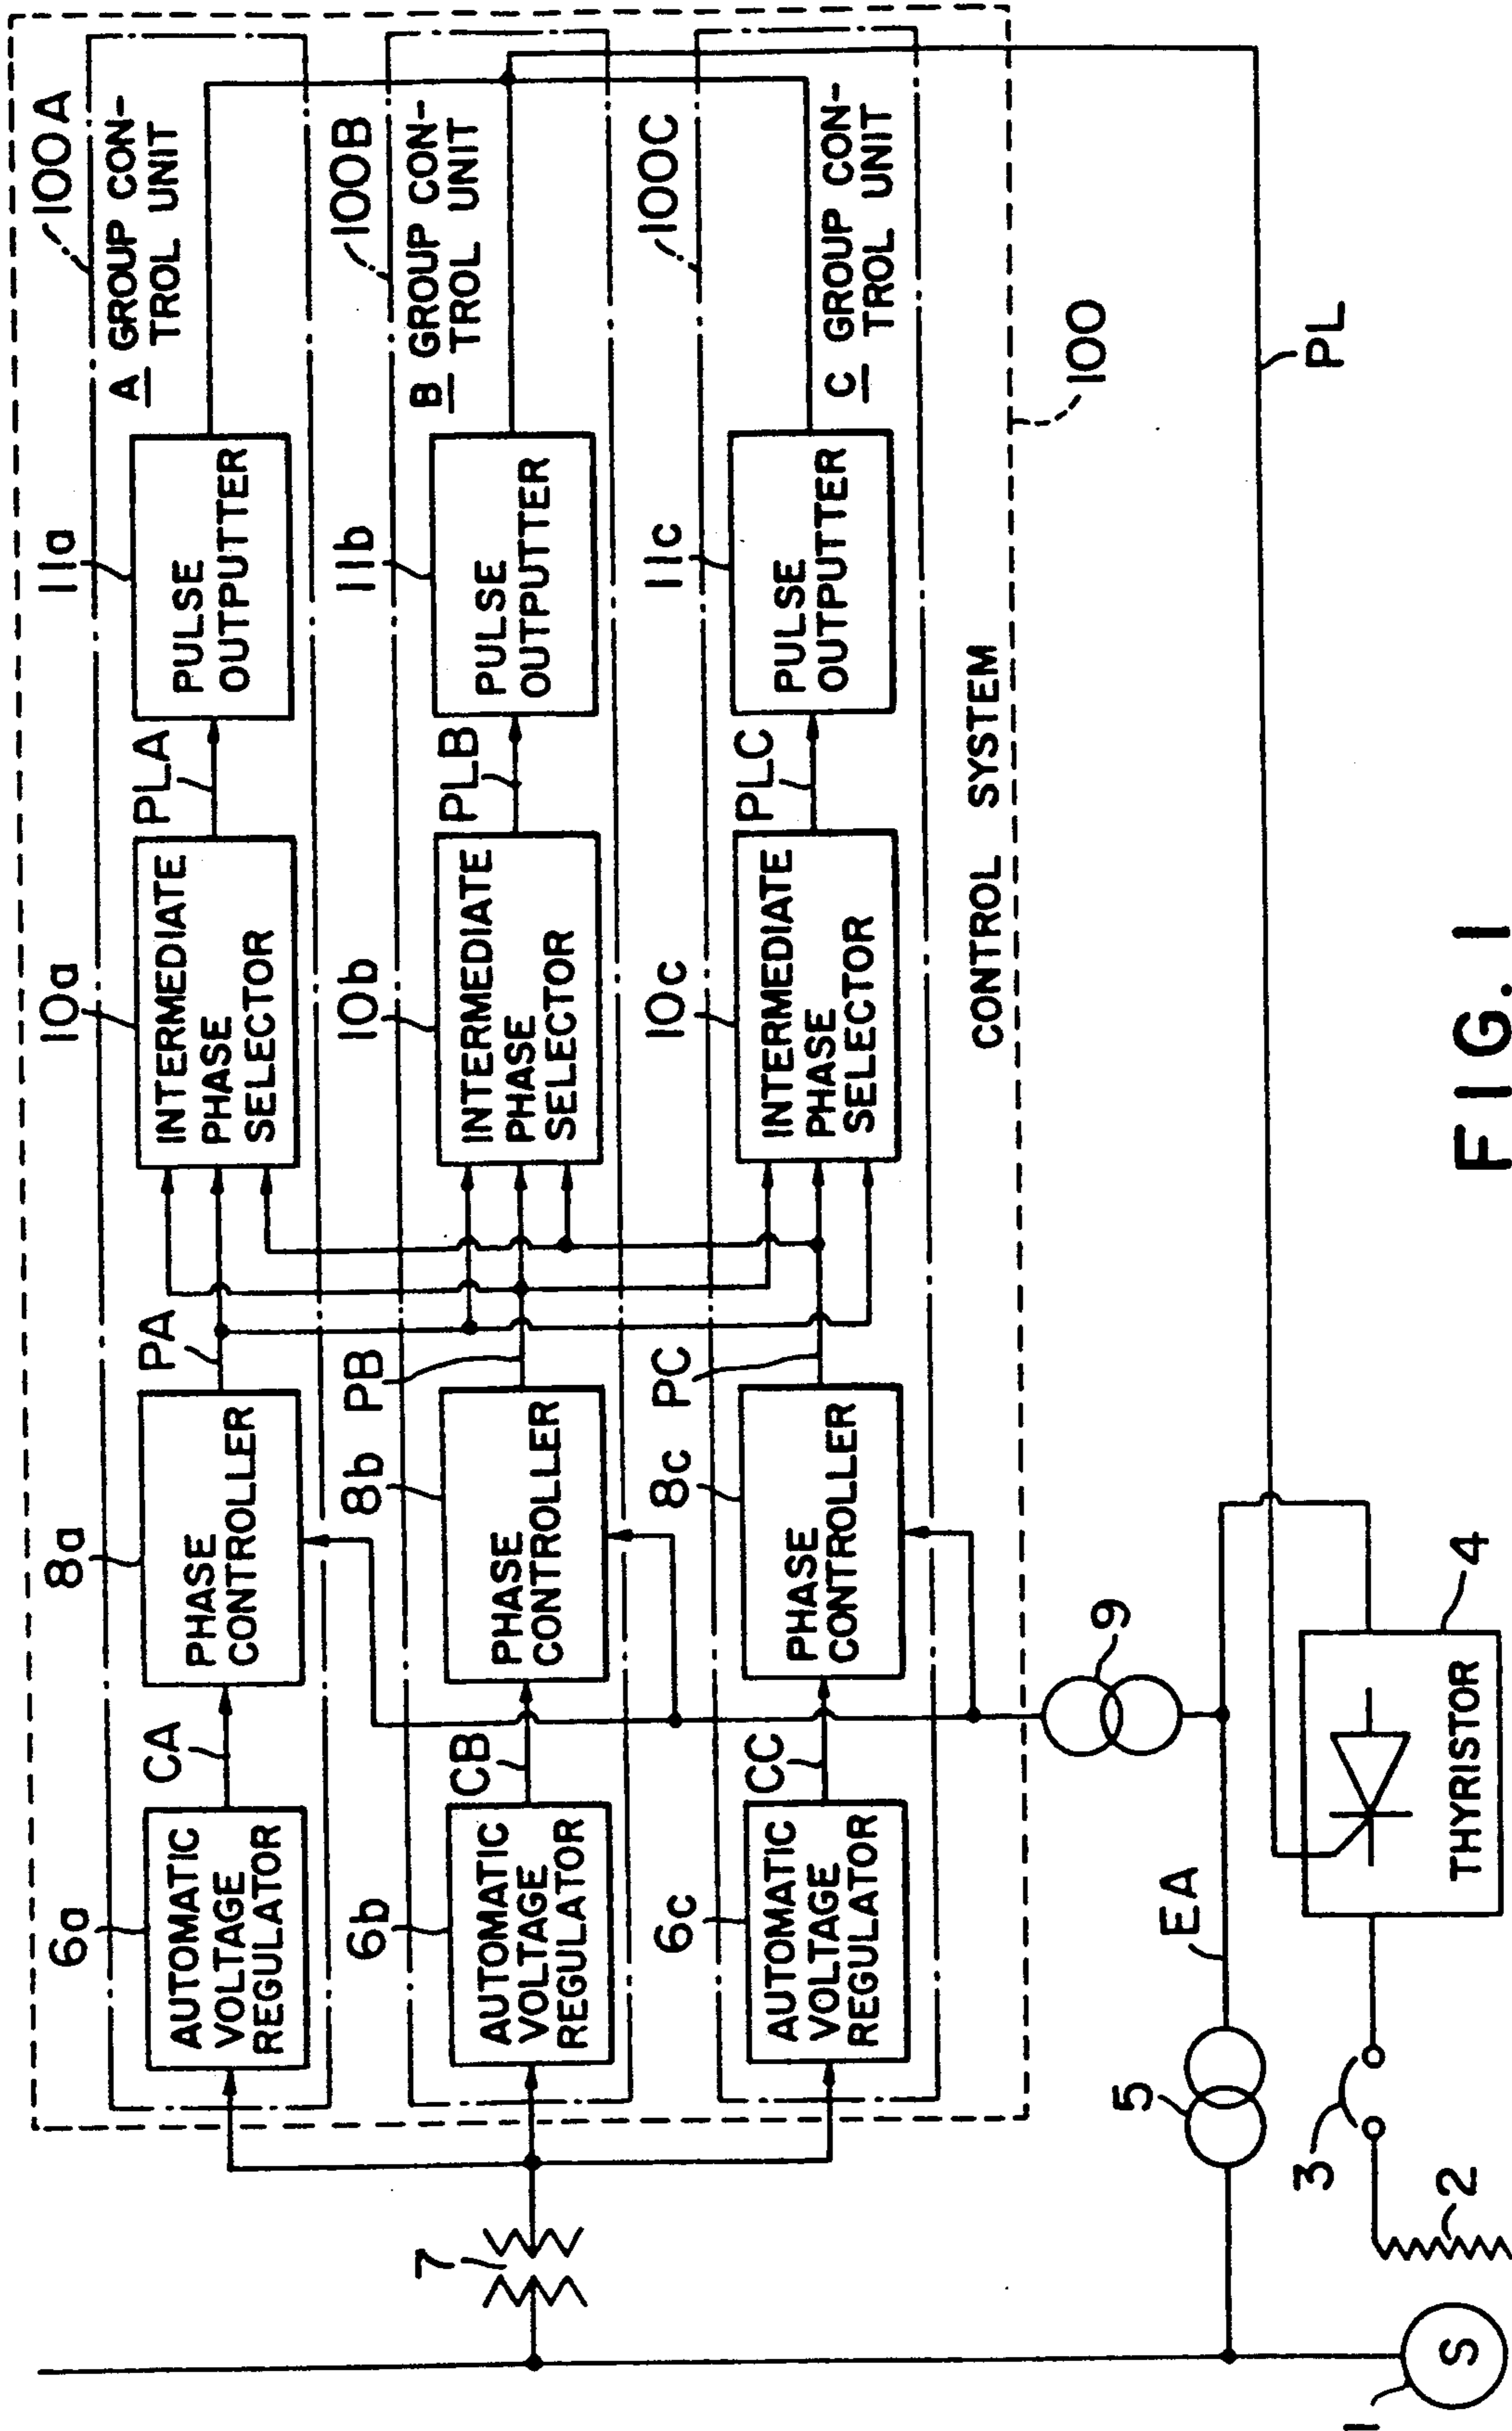 100A
A GROUP CON-
TROL UNIT
6a
AUTOMATIC
VOLTAGE
REGULATOR
CA
8a
PHASE
CONTROLLER
PA
10a
INTERMEDIATE
PHASE
SELECTOR
PLA
11a
PULSE
OUTPUTTER
100B
B GROUP CON-
TROL UNIT
6b
AUTOMATIC
VOLTAGE
REGULATOR
CB
8b
PHASE
CONTROLLER
PB
10b
INTERMEDIATE
PHASE
SELECTOR
PLB
11b
PULSE
OUTPUTTER
7
100C
C GROUP CON-
TROL UNIT
6c
AUTOMATIC
VOLTAGE
REGULATOR
CC
8c
PHASE
CONTROLLER
PC
10c
INTERMEDIATE
PHASE
SELECTOR
PLC
11c
PULSE
OUTPUTTER
CONTROL SYSTEM
100
9
5
EA
PL
3
4
THYRISTOR
2
1
S
FIG. 1